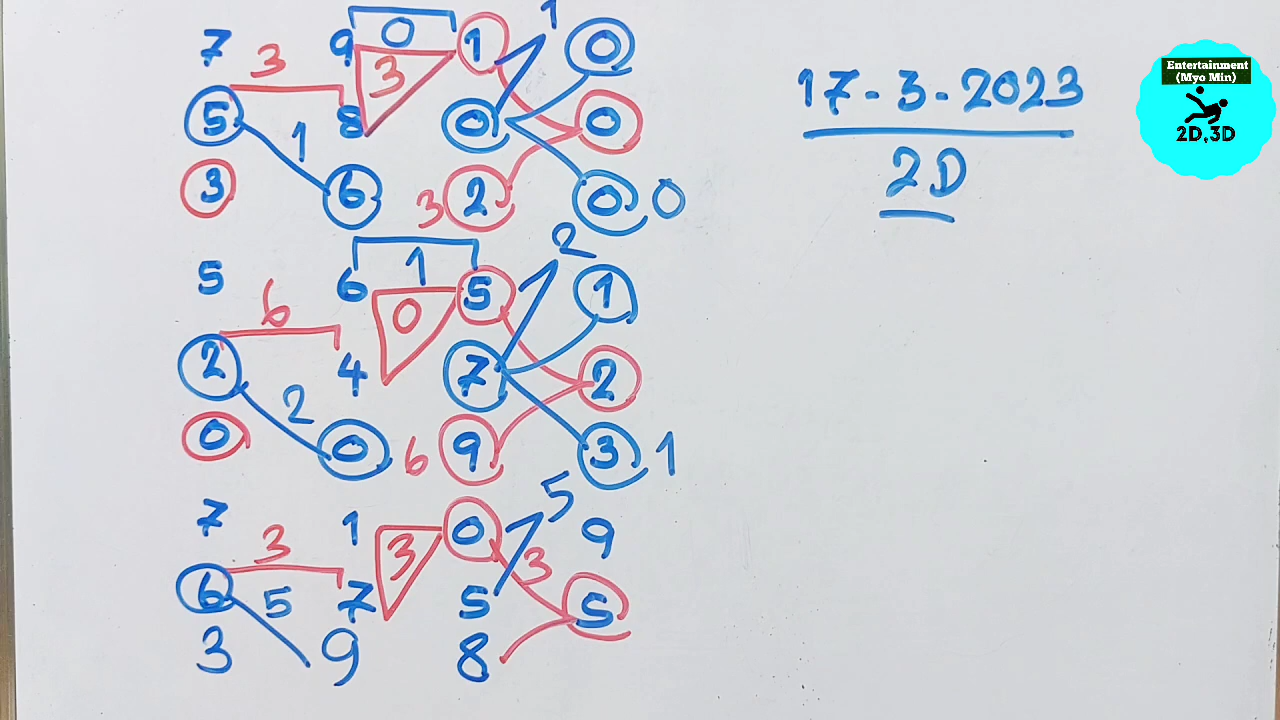 0 1
7 9 1 0
3 3
5 8 0 0
1
3 6 3 2 0 0
1 2
5 6 5 1
6 0
2 4 7 2
2
0 0 6 9 3 1
5
7 1 0 9
3 3 3
6 5 7 5 5
3 9 8
17-3-2023
2D
Entertainment
(Myo Min)
2D,3D